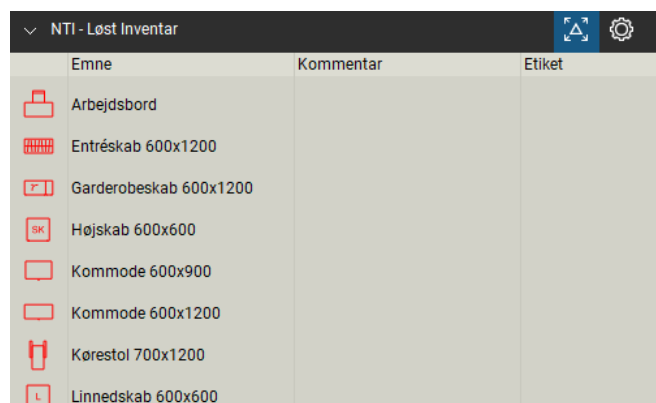 NTI - Løst Inventar
Emne Kommentar Etiket
Arbejdsbord
Entréskab 600x1200
Garderobeskab 600x1200
SK Højskab 600x600
Kommode 600x900
Kommode 600x1200
Kørestol 700x1200
L Linnedskab 600x600